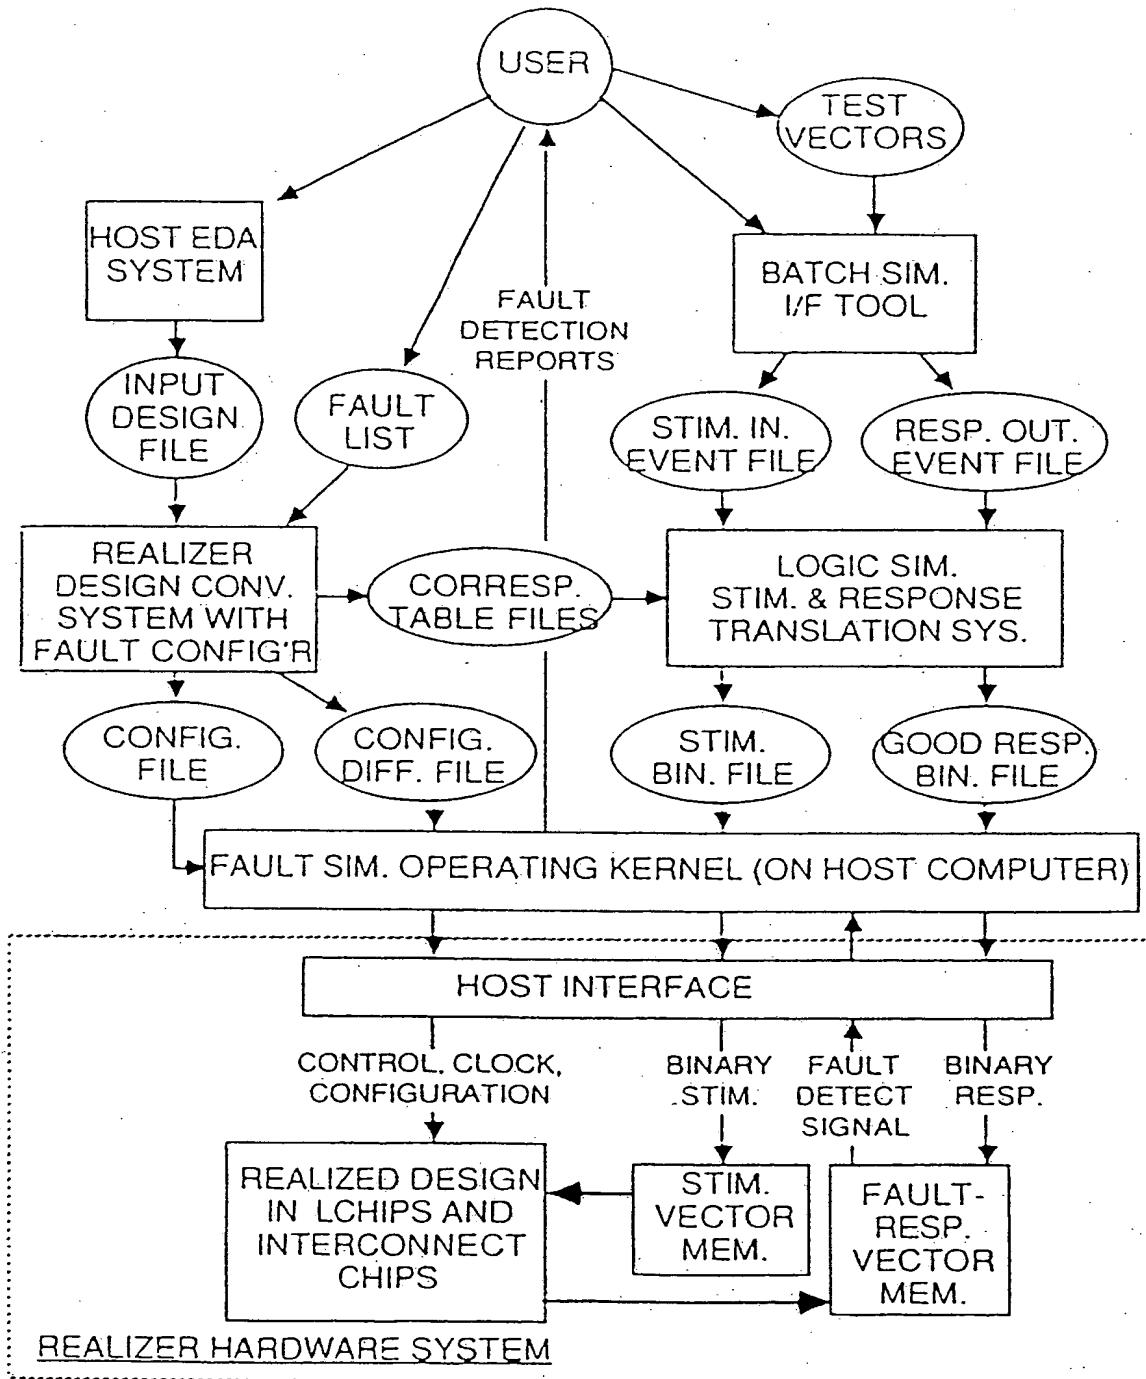 USER
TEST
VECTORS
HOST EDA
SYSTEM
BATCH SIM.
I/F TOOL
FAULT
DETECTION
REPORTS
INPUT
DESIGN
FILE
FAULT
LIST
STIM. IN.
EVENT FILE
RESP. OUT.
EVENT FILE
REALIZER
DESIGN CONV.
SYSTEM WITH
FAULT CONFIG'R
CORRESP.
TABLE FILES
LOGIC SIM.
STIM. & RESPONSE
TRANSLATION SYS.
CONFIG.
FILE
CONFIG.
DIFF. FILE
STIM.
BIN. FILE
GOOD RESP.
BIN. FILE
FAULT SIM. OPERATING KERNEL (ON HOST COMPUTER)
HOST INTERFACE
CONTROL, CLOCK,
CONFIGURATION
BINARY
STIM.
FAULT
DETECT
SIGNAL
BINARY
RESP.
REALIZED DESIGN
IN LCHIPS AND
INTERCONNECT
CHIPS
STIM.
VECTOR
MEM.
FAULT-
RESP.
VECTOR
MEM.
REALIZER HARDWARE SYSTEM